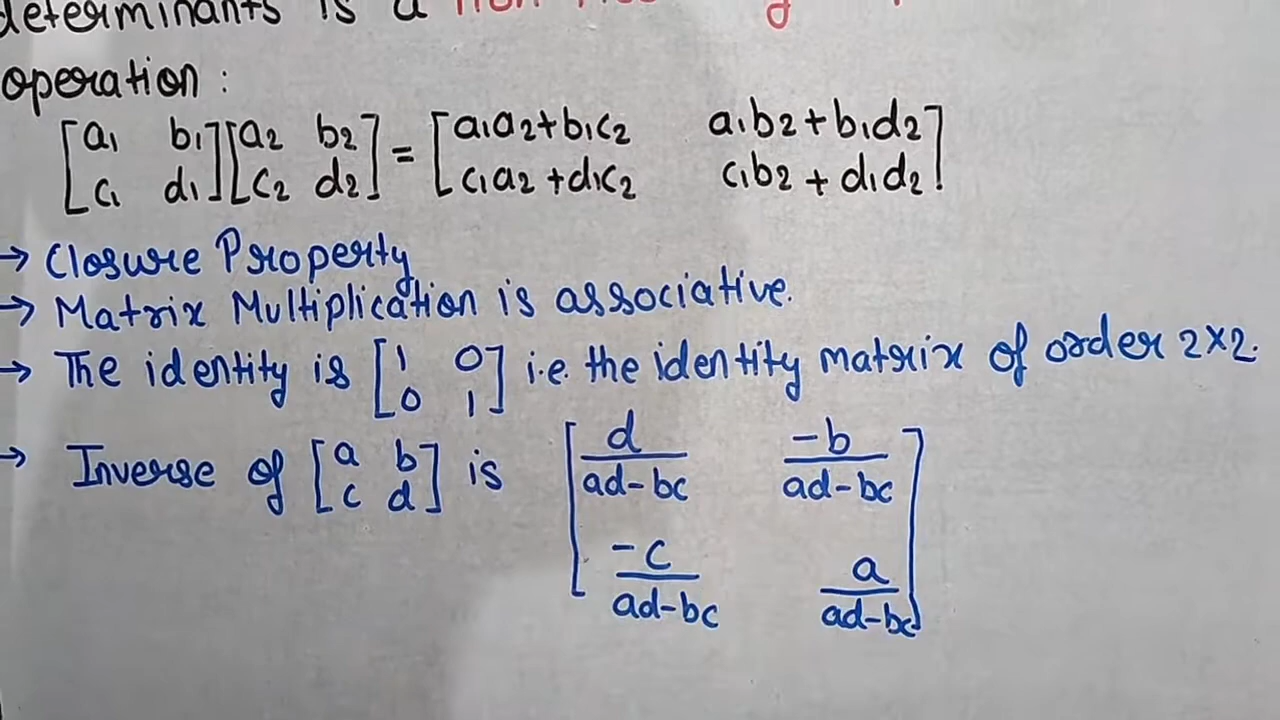 determinants is a
operation :
[a₁ b₁] [a₂ b₂] = [a₁a₂+b₁c₂ a₁b₂+b₁d₂]
[c₁ d₁] [c₂ d₂] [c₁a₂+d₁c₂ c₁b₂+d₁d₂]
→ Closure Property
→ Matrix Multiplication is associative.
→ The identity is [1 0; 0 1] i.e. the identity matrix of order 2×2.
→ Inverse of [a b; c d] is [d/(ad-bc) -b/(ad-bc)
-c/(ad-bc) a/(ad-bc)]